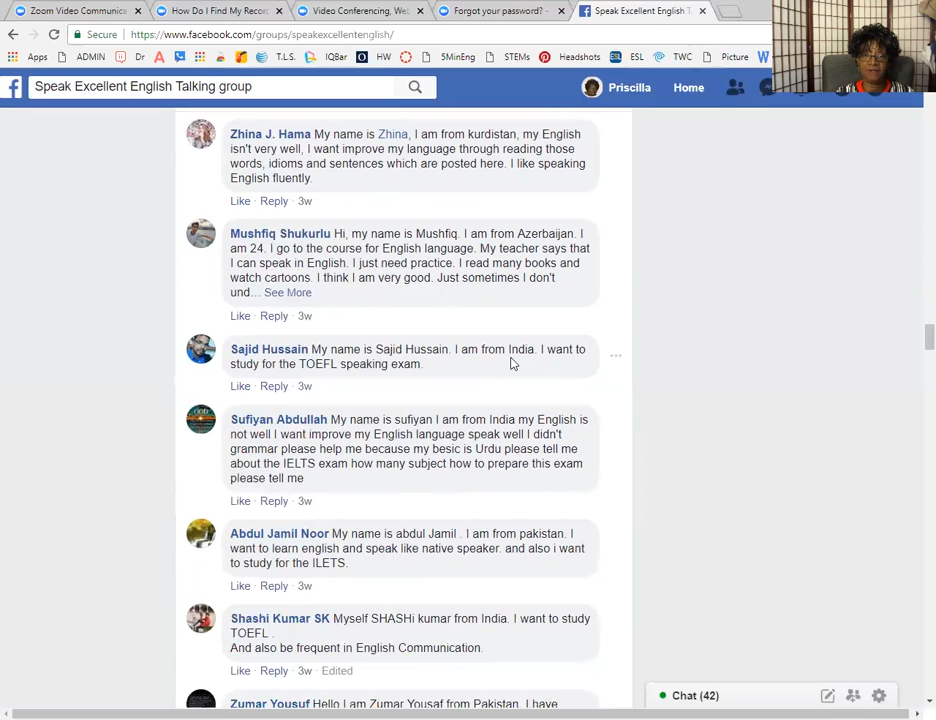 Zoom Video Communica
How Do I Find My Recor
Video Conferencing, We
Forgot your password? -
Speak Excellent English T
Secure
https://www.facebook.com/groups/speakexcellentenglish/
Apps
ADMIN
Dr
T.L.S.
IQBar
HW
5MinEng
STEMs
Headshots
ESL
TWC
Picture
Speak Excellent English Talking group
Priscilla
Home
Zhina J. Hama My name is Zhina, I am from kurdistan, my English
isn't very well, I want improve my language through reading those
words, idioms and sentences which are posted here. I like speaking
English fluently.
Like · Reply · 3w
Mushfiq Shukurlu Hi, my name is Mushfiq. I am from Azerbaijan. I
am 24. I go to the course for English language. My teacher says that
I can speak in English. I just need practice. I read many books and
watch cartoons. I think I am very good. Just sometimes I don't
und... See More
Like · Reply · 3w
Sajid Hussain My name is Sajid Hussain. I am from India. I want to
study for the TOEFL speaking exam.
Like · Reply · 3w
Sufiyan Abdullah My name is sufiyan I am from India my English is
not well I want improve my English language speak well I didn't
grammar please help me because my besic is Urdu please tell me
about the IELTS exam how many subject how to prepare this exam
please tell me
Like · Reply · 3w
Abdul Jamil Noor My name is abdul Jamil . I am from pakistan. I
want to learn english and speak like native speaker. and also i want
to study for the ILETS.
Like · Reply · 3w
Shashi Kumar SK Myself SHASHi kumar from India. I want to study
TOEFL .
And also be frequent in English Communication.
Like · Reply · 3w · Edited
Zumar Yousuf Hello I am Zumar Yousaf from Pakistan. I have
Chat (42)